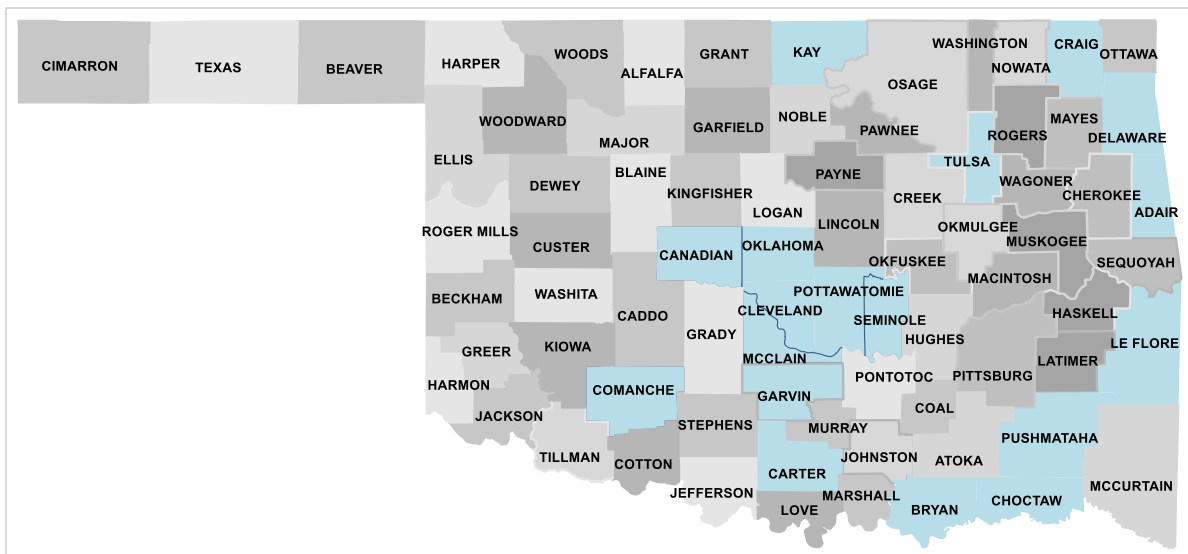 CIMARRON
TEXAS
BEAVER
HARPER
WOODS
ALFALFA
GRANT
KAY
OSAGE
WASHINGTON
NOWATA
CRAIG
OTTAWA
WOODWARD
MAJOR
GARFIELD
NOBLE
PAWNEE
ROGERS
MAYES
DELAWARE
ELLIS
DEWEY
BLAINE
KINGFISHER
LOGAN
PAYNE
CREEK
TULSA
WAGONER
CHEROKEE
ADAIR
ROGER MILLS
CUSTER
CANADIAN
OKLAHOMA
LINCOLN
OKFUSKEE
OKMULGEE
MUSKOGEE
MACINTOSH
SEQUOYAH
BECKHAM
WASHITA
CADDO
GRADY
CLEVELAND
POTTAWATOMIE
SEMINOLE
HUGHES
HASKELL
LE FLORE
GREER
KIOWA
MCCLAIN
PONTOTOC
PITTSBURG
LATIMER
HARMON
JACKSON
COMANCHE
STEPHENS
GARVIN
MURRAY
COAL
PUSHMATAHA
TILLMAN
COTTON
JEFFERSON
CARTER
JOHNSTON
ATOKA
MCCURTAIN
LOVE
MARSHALL
BRYAN
CHOCTAW